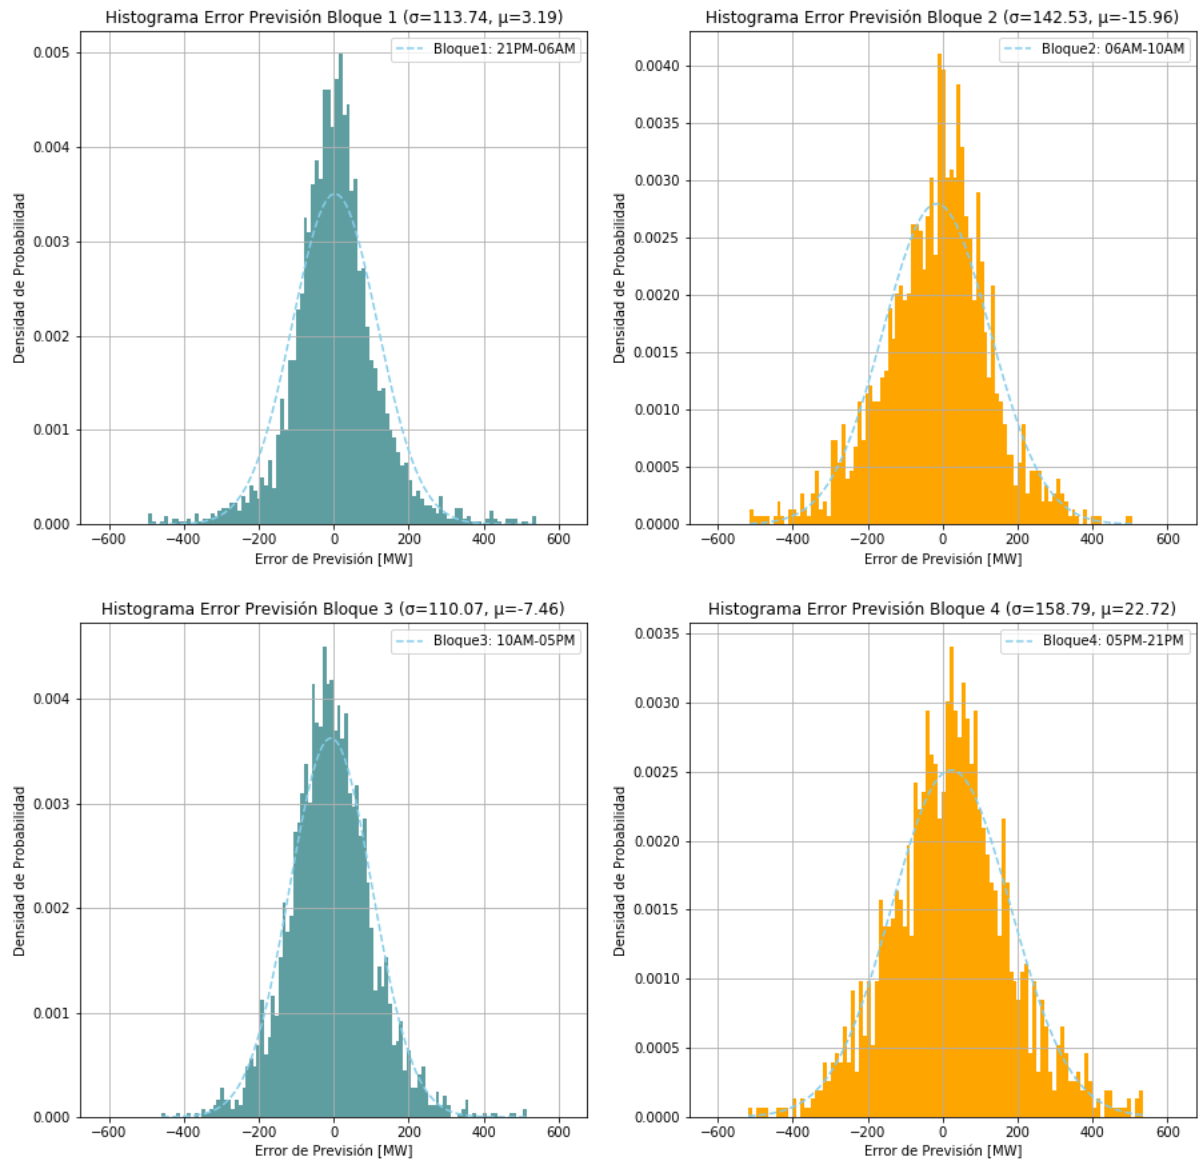 Histograma Error Previsión Bloque 1 (σ=113.74, μ=3.19)
Bloque1: 21PM-06AM
Densidad de Probabilidad
0.005
0.004
0.003
0.002
0.001
0.000
−600 −400 −200 0 200 400 600
Error de Previsión [MW]
Histograma Error Previsión Bloque 2 (σ=142.53, μ=-15.96)
Bloque2: 06AM-10AM
Densidad de Probabilidad
0.0040
0.0035
0.0030
0.0025
0.0020
0.0015
0.0010
0.0005
0.0000
−600 −400 −200 0 200 400 600
Error de Previsión [MW]
Histograma Error Previsión Bloque 3 (σ=110.07, μ=-7.46)
Bloque3: 10AM-05PM
Densidad de Probabilidad
0.004
0.003
0.002
0.001
0.000
−600 −400 −200 0 200 400 600
Error de Previsión [MW]
Histograma Error Previsión Bloque 4 (σ=158.79, μ=22.72)
Bloque4: 05PM-21PM
Densidad de Probabilidad
0.0035
0.0030
0.0025
0.0020
0.0015
0.0010
0.0005
0.0000
−600 −400 −200 0 200 400 600
Error de Previsión [MW]